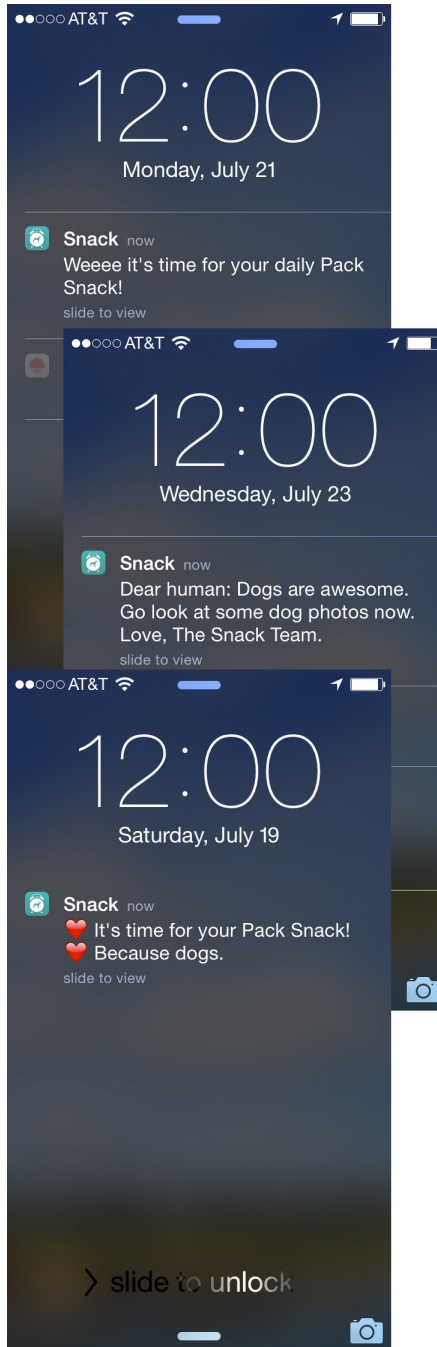 AT&T
12:00
Monday, July 21
Snack now
Weeee it's time for your daily Pack
Snack!
slide to view
AT&T
12:00
Wednesday, July 23
Snack now
Dear human: Dogs are awesome.
Go look at some dog photos now.
Love, The Snack Team.
slide to view
AT&T
12:00
Saturday, July 19
Snack now
❤️ It's time for your Pack Snack!
❤️ Because dogs.
slide to view
> slide to unlock